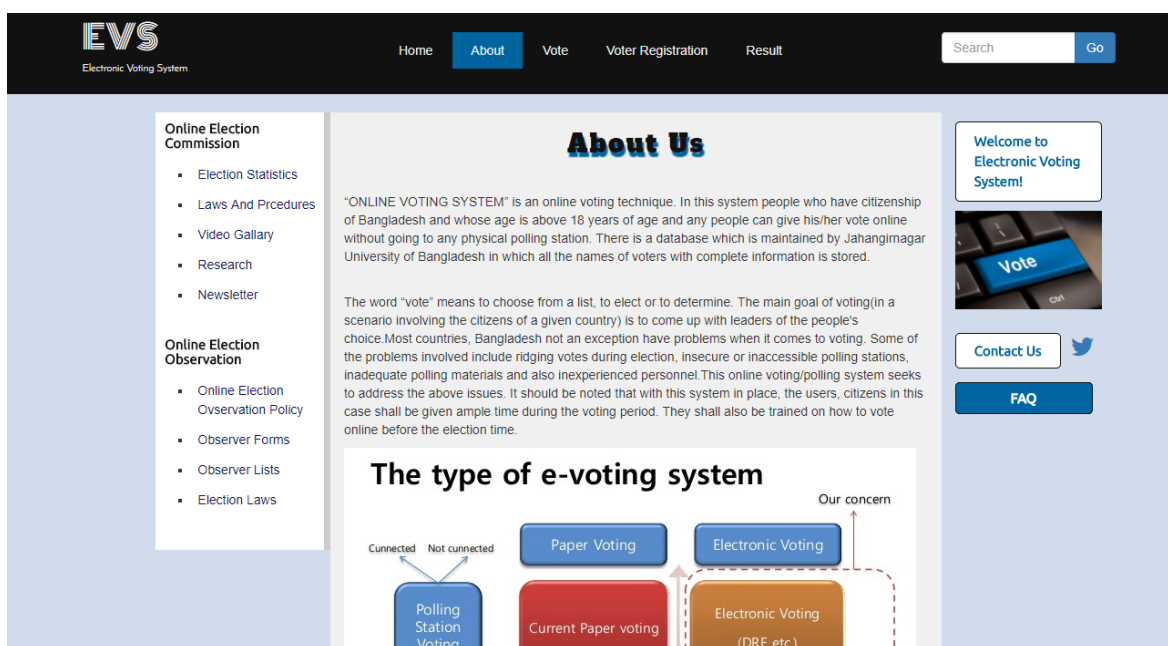 EVS
Electronic Voting System
Home
About
Vote
Voter Registration
Result
Search
Go
Online Election
Commission
Election Statistics
Laws And Prcedures
Video Gallary
Research
Newsletter
Online Election
Observation
Online Election
Ovservation Policy
Observer Forms
Observer Lists
Election Laws
About Us
“ONLINE VOTING SYSTEM” is an online voting technique. In this system people who have citizenship
of Bangladesh and whose age is above 18 years of age and any people can give his/her vote online
without going to any physical polling station. There is a database which is maintained by Jahangirnagar
University of Bangladesh in which all the names of voters with complete information is stored.
The word “vote” means to choose from a list, to elect or to determine. The main goal of voting(in a
scenario involving the citizens of a given country) is to come up with leaders of the people's
choice.Most countries, Bangladesh not an exception have problems when it comes to voting. Some of
the problems involved include ridging votes during election, insecure or inaccessible polling stations,
inadequate polling materials and also inexperienced personnel.This online voting/polling system seeks
to address the above issues. It should be noted that with this system in place, the users, citizens in this
case shall be given ample time during the voting period. They shall also be trained on how to vote
online before the election time.
The type of e-voting system
Our concern
Cunnected
Not cunnected
Paper Voting
Electronic Voting
Polling
Station
Voting
Current Paper voting
Electronic Voting
(DRE etc.)
Welcome to
Electronic Voting
System!
Vote
Ctrl
Contact Us
FAQ